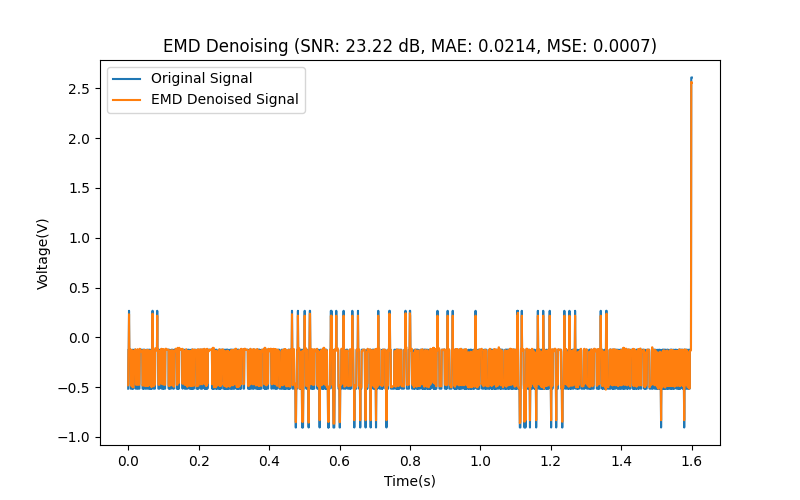 EMD Denoising (SNR: 23.22 dB, MAE: 0.0214, MSE: 0.0007)
Original Signal
EMD Denoised Signal
Voltage(V)
2.5
2.0
1.5
1.0
0.5
0.0
−0.5
−1.0
0.0 0.2 0.4 0.6 0.8 1.0 1.2 1.4 1.6
Time(s)